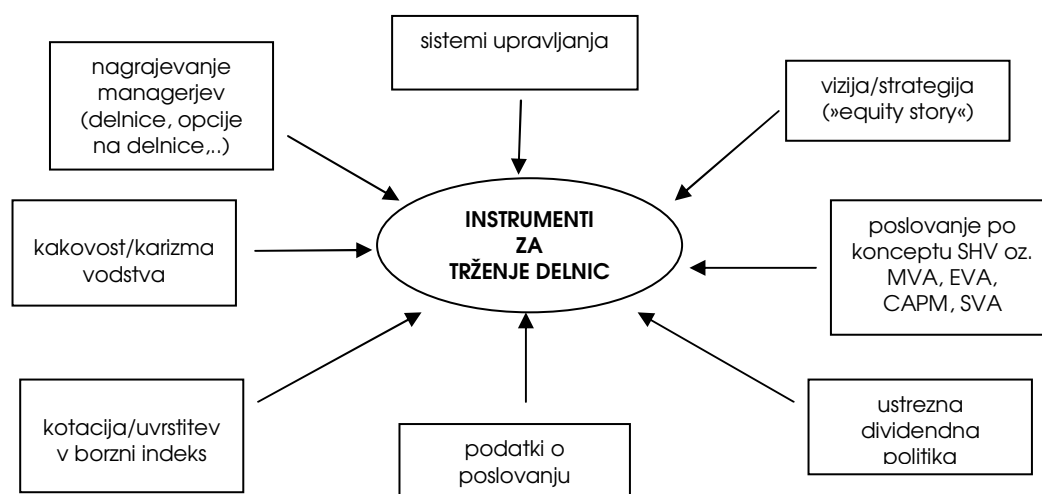 sistemi upravljanja
nagrajevanje
managerjev
(delnice, opcije
na delnice,..)
vizija/strategija
(»equity story«)
kakovost/karizma
vodstva
INSTRUMENTI
ZA
TRŽENJE DELNIC
poslovanje po
konceptu SHV oz.
MVA, EVA,
CAPM, SVA
kotacija/uvrstitev
v borzni indeks
podatki o
poslovanju
ustrezna
dividendna
politika